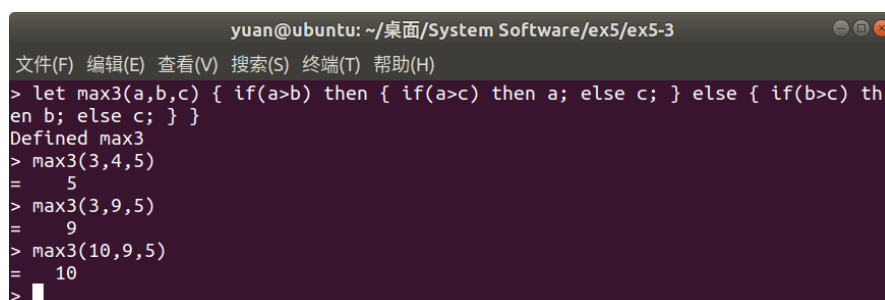 yuan@ubuntu: ~/桌面/System Software/ex5/ex5-3
文件(F) 编辑(E) 查看(V) 搜索(S) 终端(T) 帮助(H)
> let max3(a,b,c) { if(a>b) then { if(a>c) then a; else c; } else { if(b>c) th
en b; else c; } }
Defined max3
> max3(3,4,5)
=    5
> max3(3,9,5)
=    9
> max3(10,9,5)
=   10
>